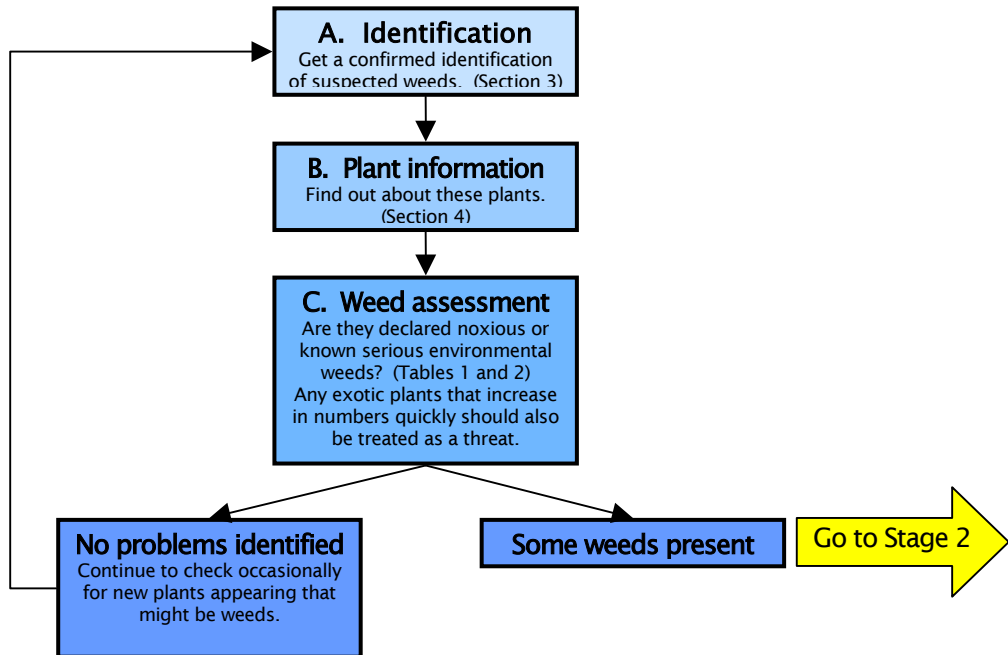 A. Identification
Get a confirmed identification
of suspected weeds. (Section 3)
B. Plant information
Find out about these plants.
(Section 4)
C. Weed assessment
Are they declared noxious or
known serious environmental
weeds? (Tables 1 and 2)
Any exotic plants that increase
in numbers quickly should also
be treated as a threat.
No problems identified
Continue to check occasionally
for new plants appearing that
might be weeds.
Some weeds present
Go to Stage 2